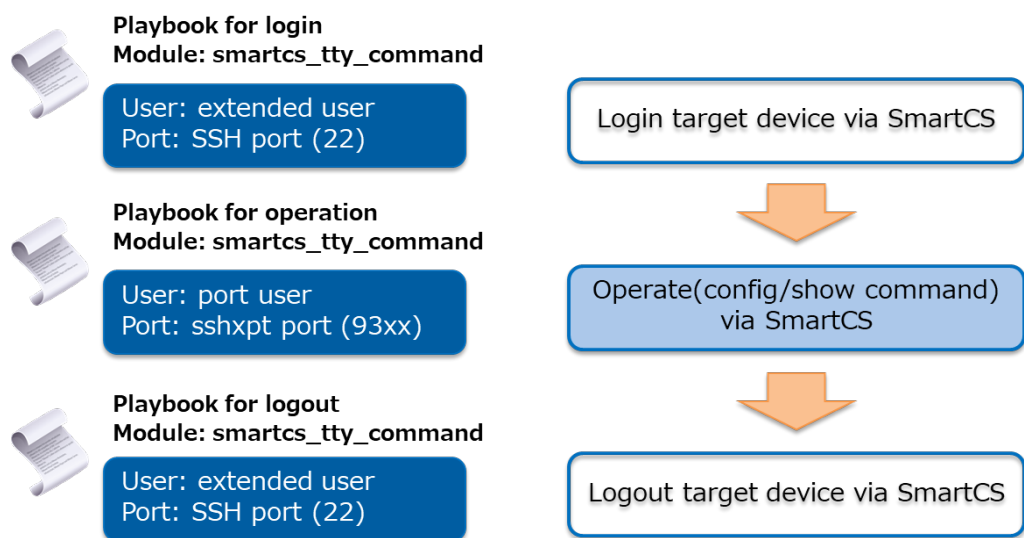 Playbook for login
Module: smartcs_tty_command
User: extended user
Port: SSH port (22)
Login target device via SmartCS
Playbook for operation
Module: smartcs_tty_command
User: port user
Port: sshxpt port (93xx)
Operate(config/show command)
via SmartCS
Playbook for logout
Module: smartcs_tty_command
User: extended user
Port: SSH port (22)
Logout target device via SmartCS